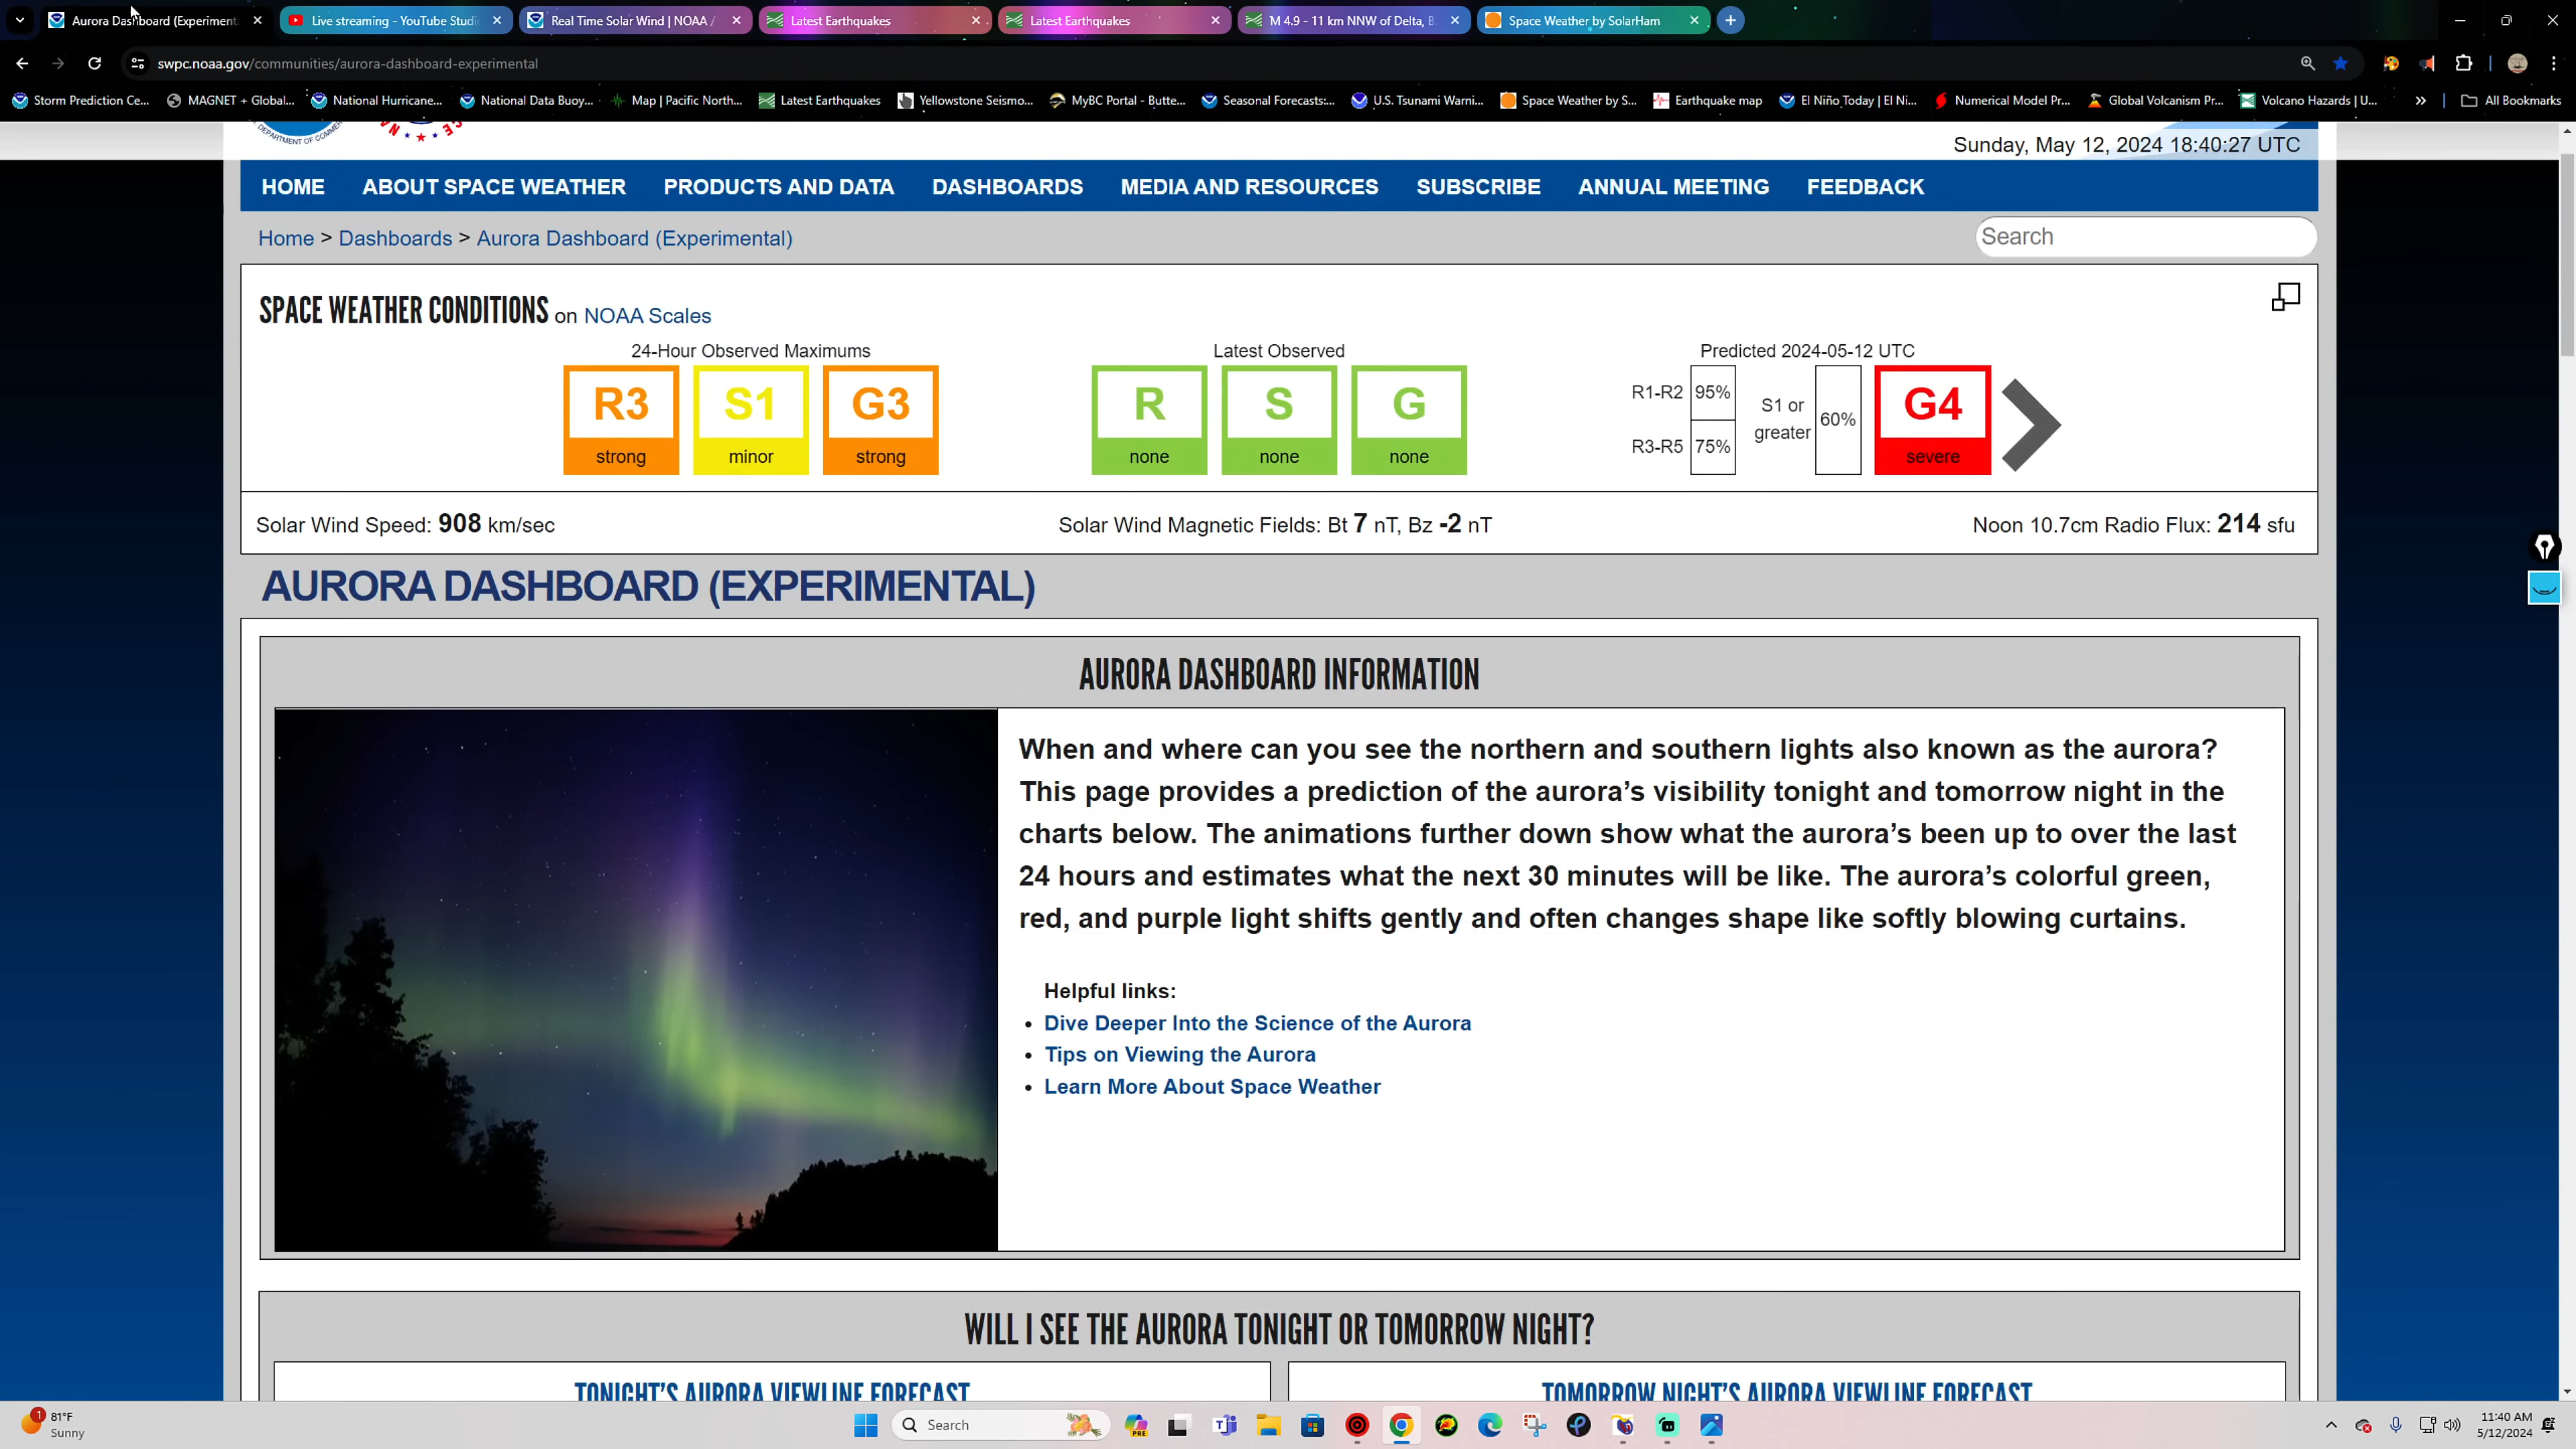 Aurora Dashboard (Experiment
Live streaming - YouTube Studi
Real Time Solar Wind | NOAA /
Latest Earthquakes
Latest Earthquakes
M 4.9 - 11 km NNW of Delta, B.
Space Weather by SolarHam
swpc.noaa.gov/communities/aurora-dashboard-experimental
Storm Prediction Ce...
MAGNET + Global...
National Hurricane...
National Data Buoy...
Map | Pacific North...
Latest Earthquakes
Yellowstone Seismo...
MyBC Portal - Butte...
Seasonal Forecasts:...
U.S. Tsunami Warni...
Space Weather by S...
Earthquake map
El Niño Today | El Ni...
Numerical Model Pr...
Global Volcanism Pr...
Volcano Hazards | U...
All Bookmarks
DEPARTMENT OF COMME
Sunday, May 12, 2024 18:40:27 UTC
HOME ABOUT SPACE WEATHER PRODUCTS AND DATA DASHBOARDS MEDIA AND RESOURCES SUBSCRIBE ANNUAL MEETING FEEDBACK
Home > Dashboards > Aurora Dashboard (Experimental)
Search
SPACE WEATHER CONDITIONS on NOAA Scales
24-Hour Observed Maximums
R3 S1 G3
strong minor strong
Latest Observed
R S G
none none none
Predicted 2024-05-12 UTC
R1-R2 95%
R3-R5 75%
S1 or
greater
60%
G4
severe
Solar Wind Speed: 908 km/sec
Solar Wind Magnetic Fields: Bt 7 nT, Bz -2 nT
Noon 10.7cm Radio Flux: 214 sfu
AURORA DASHBOARD (EXPERIMENTAL)
AURORA DASHBOARD INFORMATION
When and where can you see the northern and southern lights also known as the aurora?
This page provides a prediction of the aurora's visibility tonight and tomorrow night in the
charts below. The animations further down show what the aurora's been up to over the last
24 hours and estimates what the next 30 minutes will be like. The aurora's colorful green,
red, and purple light shifts gently and often changes shape like softly blowing curtains.
Helpful links:
• Dive Deeper Into the Science of the Aurora
• Tips on Viewing the Aurora
• Learn More About Space Weather
WILL I SEE THE AURORA TONIGHT OR TOMORROW NIGHT?
TONIGHT'S AURORA VIEWLINE FORECAST
TOMORROW NIGHT'S AURORA VIEWLINE FORECAST
1
81°F
Sunny
Search
PRE
11:40 AM
5/12/2024